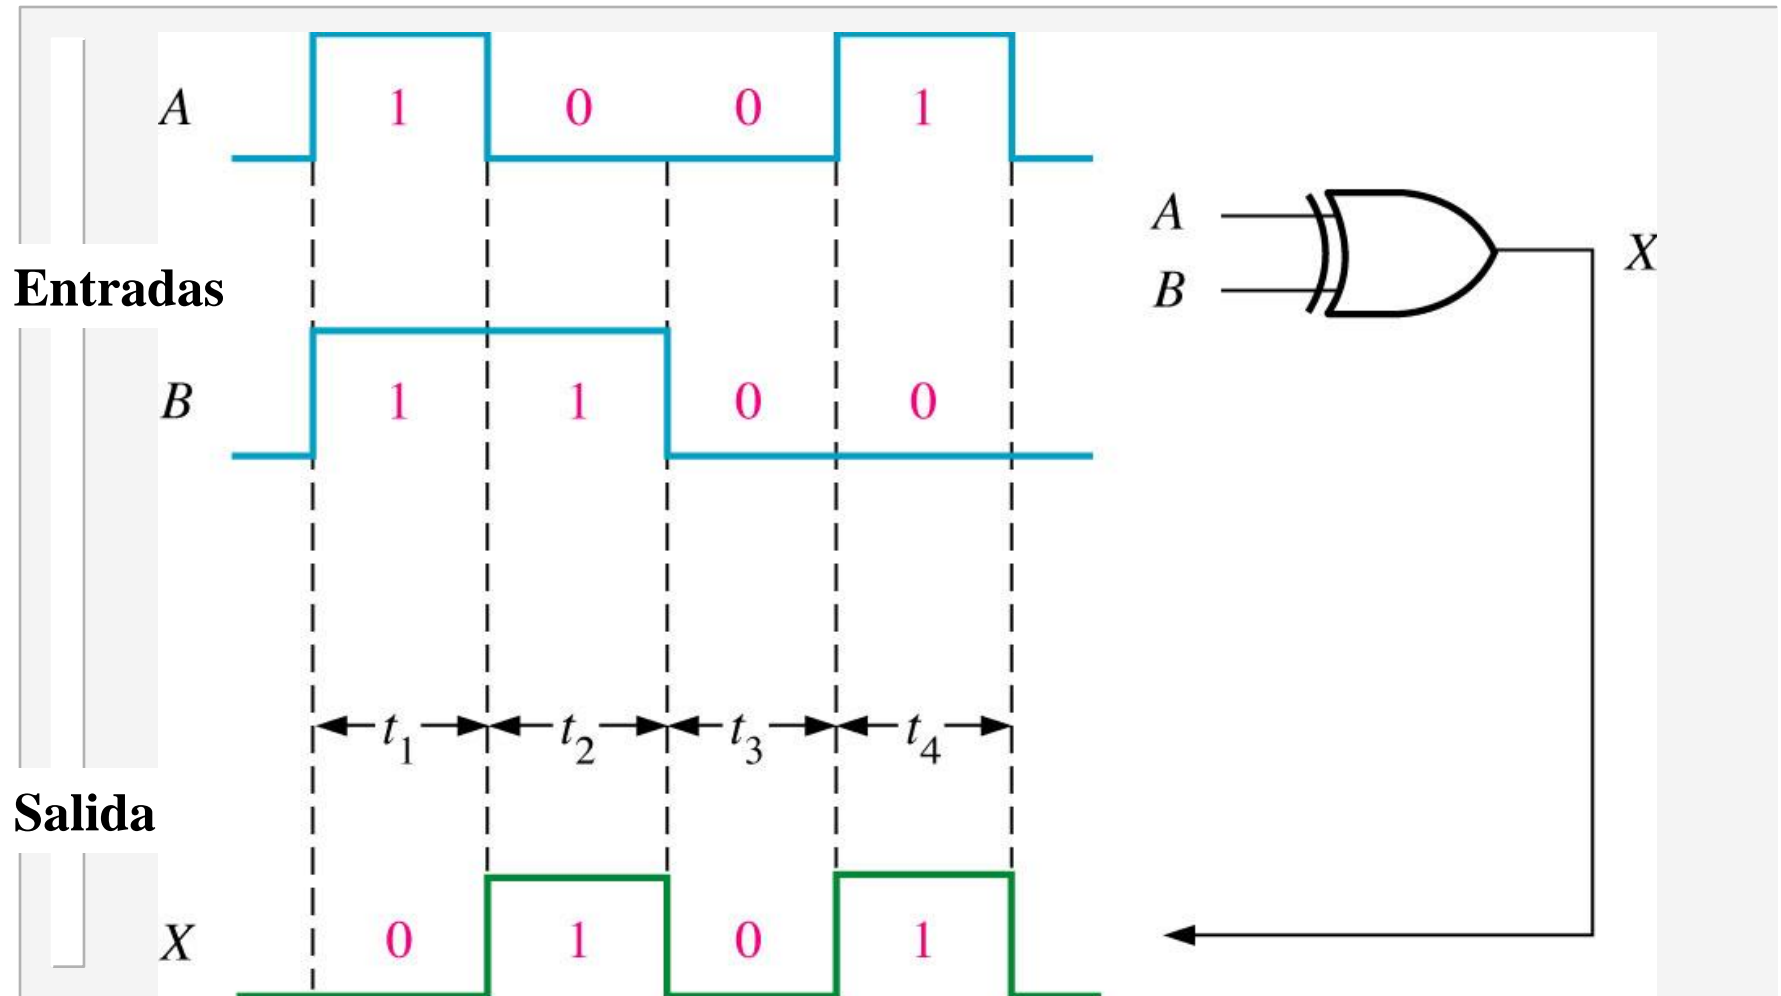 A 1 0 0 1
A
X
B
Entradas
B 1 1 0 0
t1 t2 t3 t4
Salida
X 0 1 0 1